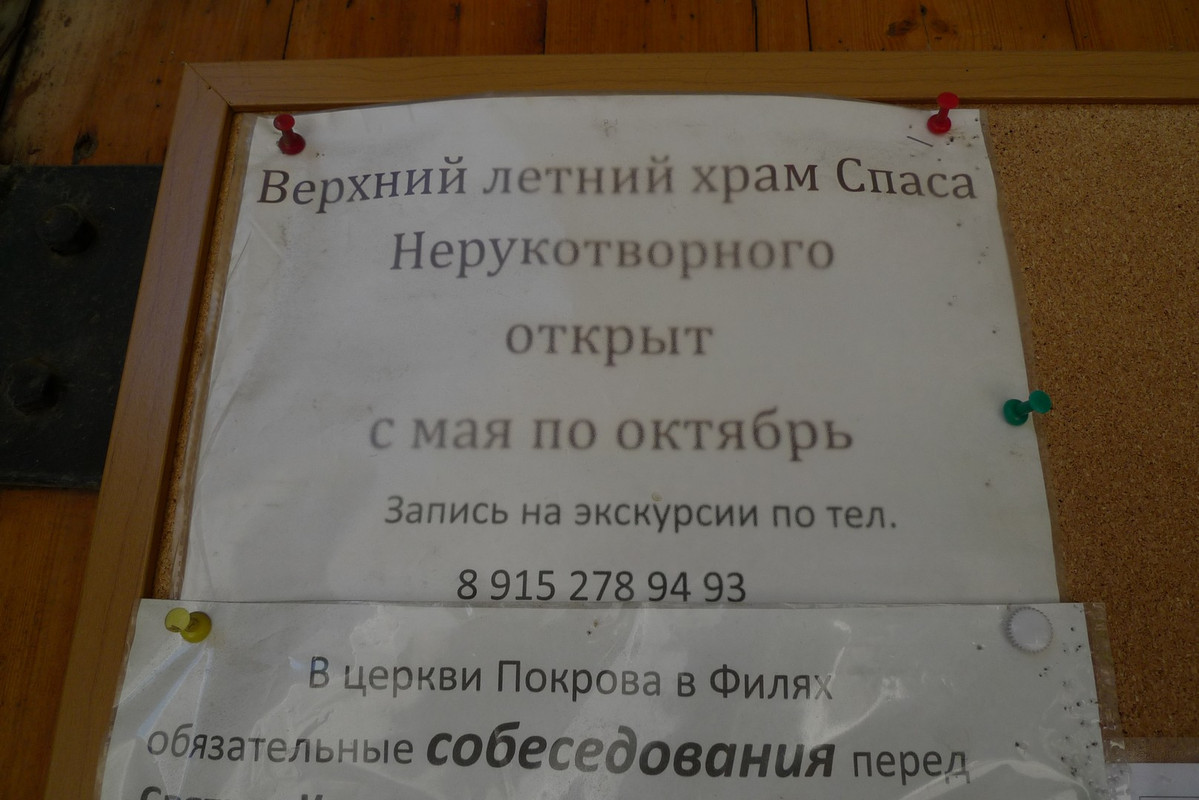 Верхний летний храм Спаса
Нерукотворного
открыт
с мая по октябрь
Запись на экскурсии по тел.
8 915 278 94 93
В церкви Покрова в Филях
обязательные собеседования перед